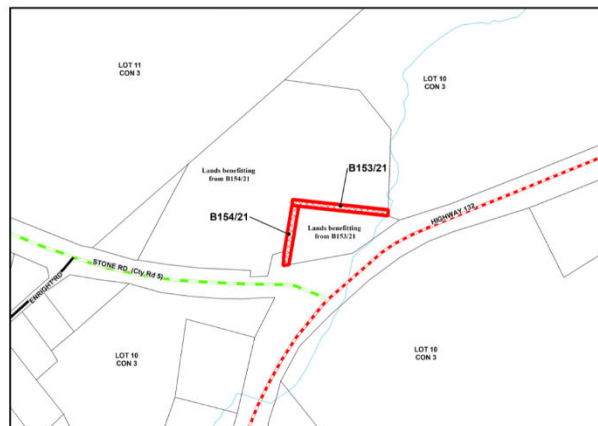 LOT 11
CON 3
LOT 10
CON 3
Lands benefitting
from B154/21
B153/21
B154/21
Lands benefitting
from B153/21
HIGHWAY 132
STONE RD (Cty Rd 5)
ENRIGHT RD
LOT 10
CON 3
LOT 10
CON 3